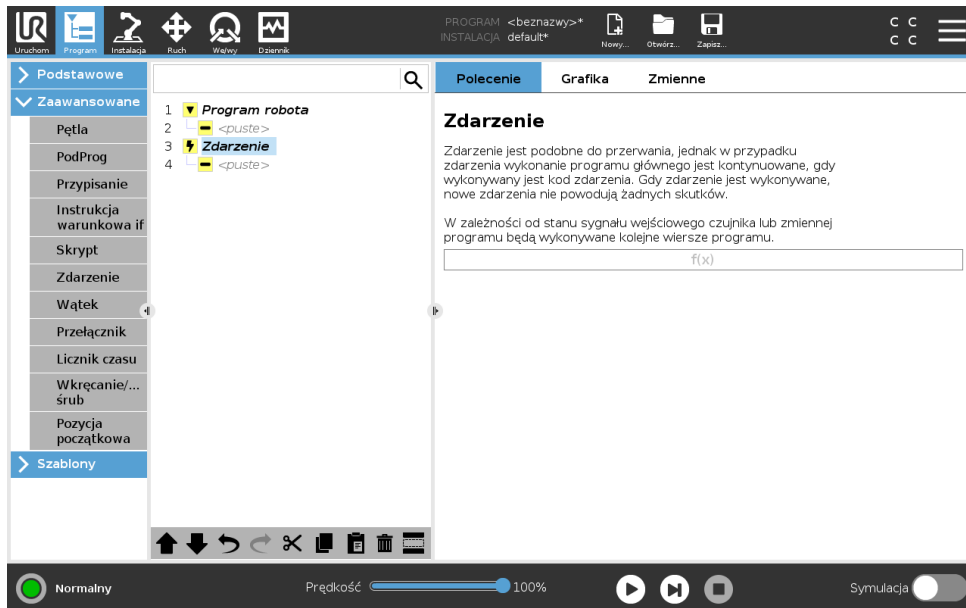 UR
PROGRAM <beznazwy>*
INSTALACJA default*
C C
C C
Uruchom
Program
Instalacja
Ruch
We/wy
Dziennik
Nowy...
Otwórz...
Zapisz...
Podstawowe
Zaawansowane
Pętla
PodProg
Przypisanie
Instrukcja
warunkowa if
Skrypt
Zdarzenie
Wątek
Przełącznik
Licznik czasu
Wkręcanie/...
śrub
Pozycja
początkowa
Szablony
1 Program robota
2 <puste>
3 Zdarzenie
4 <puste>
Polecenie
Grafika
Zmienne
Zdarzenie
Zdarzenie jest podobne do przerwania, jednak w przypadku
zdarzenia wykonanie programu głównego jest kontynuowane, gdy
wykonywany jest kod zdarzenia. Gdy zdarzenie jest wykonywane,
nowe zdarzenia nie powodują żadnych skutków.
W zależności od stanu sygnału wejściowego czujnika lub zmiennej
programu będą wykonywane kolejne wiersze programu.
f(x)
Normalny
Prędkość
100%
Symulacja